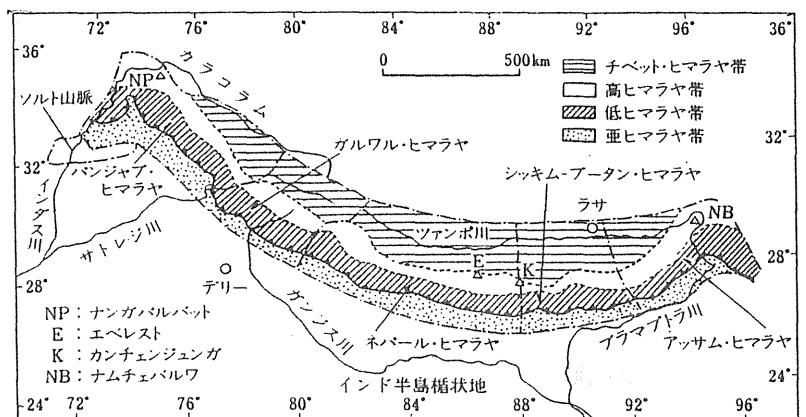 72°
76°
80°
84°
88°
92°
96°
36°
36°
カラコラム
0
500km
NP
チベット・ヒマラヤ帯
高ヒマラヤ帯
低ヒマラヤ帯
亜ヒマラヤ帯
ソルト山脈
ガルワル・ヒマラヤ
32°
32°
パンジャブ・
ヒマラヤ
シッキム-ブータン・ヒマラヤ
インダス川
ラサ
NB
サトレジ川
ツァンポ川
E
K
28°
28°
デリー
ガンジス川
ネパール・ヒマラヤ
ブラマプトラ川
アッサム・ヒマラヤ
NP：ナンガパルバット
E：エベレスト
K：カンチェンジュンガ
NB：ナムチェバルワ
インド半島楯状地
24°
24°
72°
76°
80°
84°
88°
92°
96°